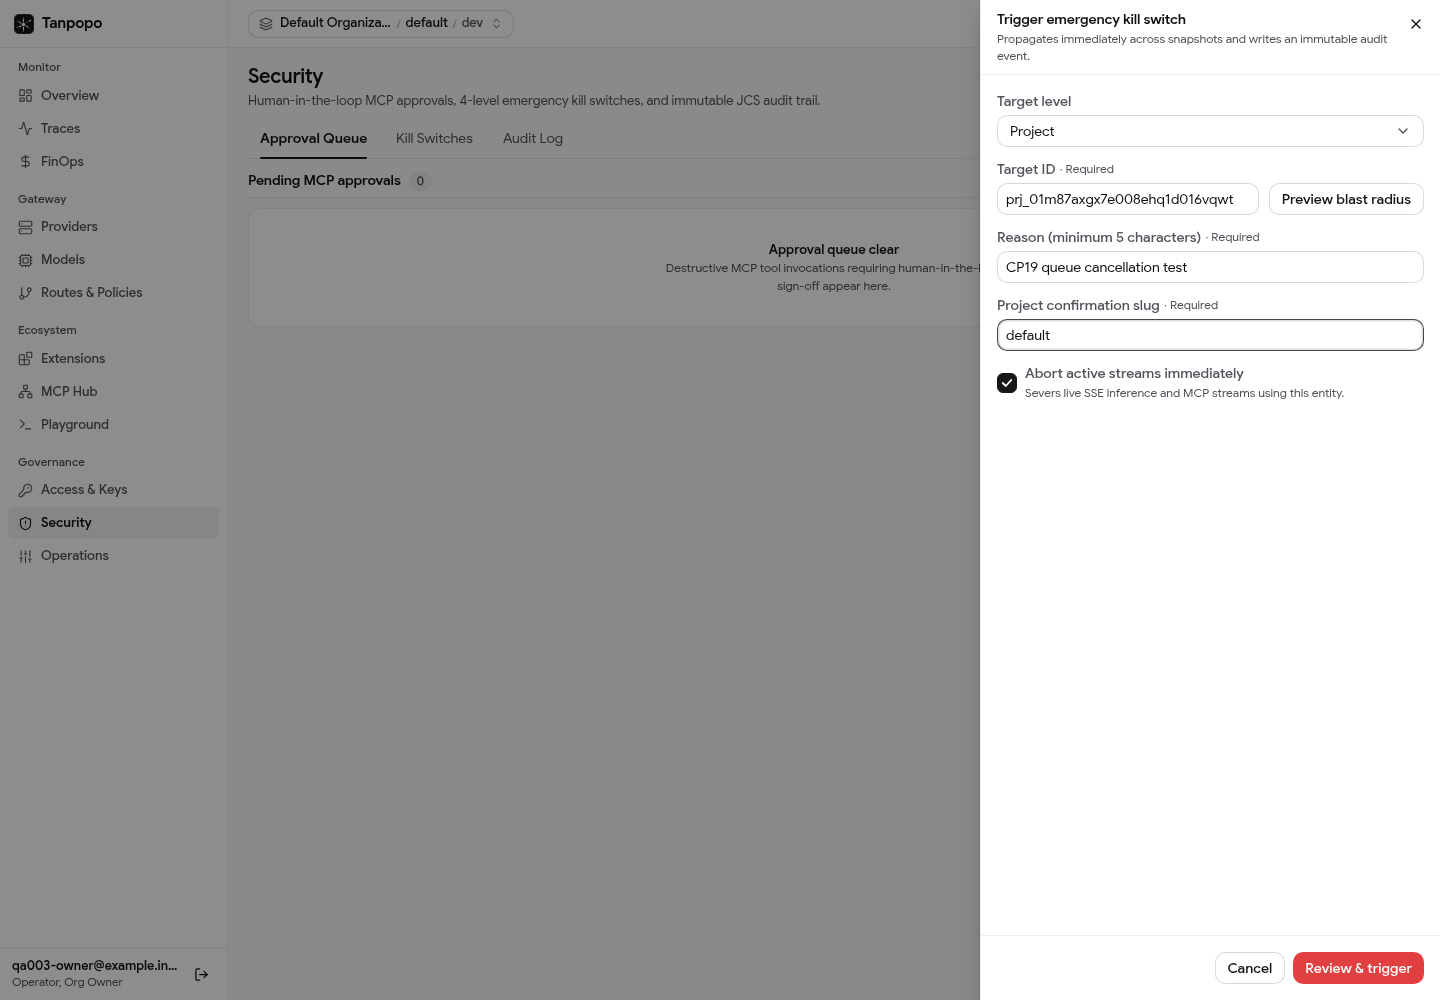 Tanpopo
Monitor
Overview
Traces
FinOps
Gateway
Providers
Models
Routes & Policies
Ecosystem
Extensions
MCP Hub
Playground
Governance
Access & Keys
Security
Operations
qa003-owner@example.in...
Operator, Org Owner
Default Organiza... / default / dev
Security
Human-in-the-loop MCP approvals, 4-level emergency kill switches, and immutable JCS audit trail.
Approval Queue Kill Switches Audit Log
Pending MCP approvals 0
Approval queue clear
Destructive MCP tool invocations requiring human-in-the-
sign-off appear here.
Trigger emergency kill switch
Propagates immediately across snapshots and writes an immutable audit
event.
Target level
Project
Target ID · Required
prj_01m87axgx7e008ehq1d016vqwt Preview blast radius
Reason (minimum 5 characters) · Required
CP19 queue cancellation test
Project confirmation slug · Required
default
Abort active streams immediately
Severs live SSE inference and MCP streams using this entity.
Cancel Review & trigger